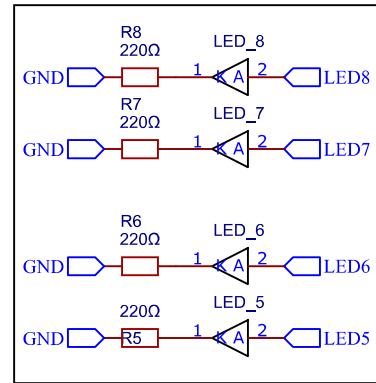 R8
220Ω
LED_8
GND
1
K A
2
LED8
R7
220Ω
LED_7
GND
1
K A
2
LED7
R6
220Ω
LED_6
GND
1
K A
2
LED6
220Ω
LED_5
GND
R5
1
K A
2
LED5